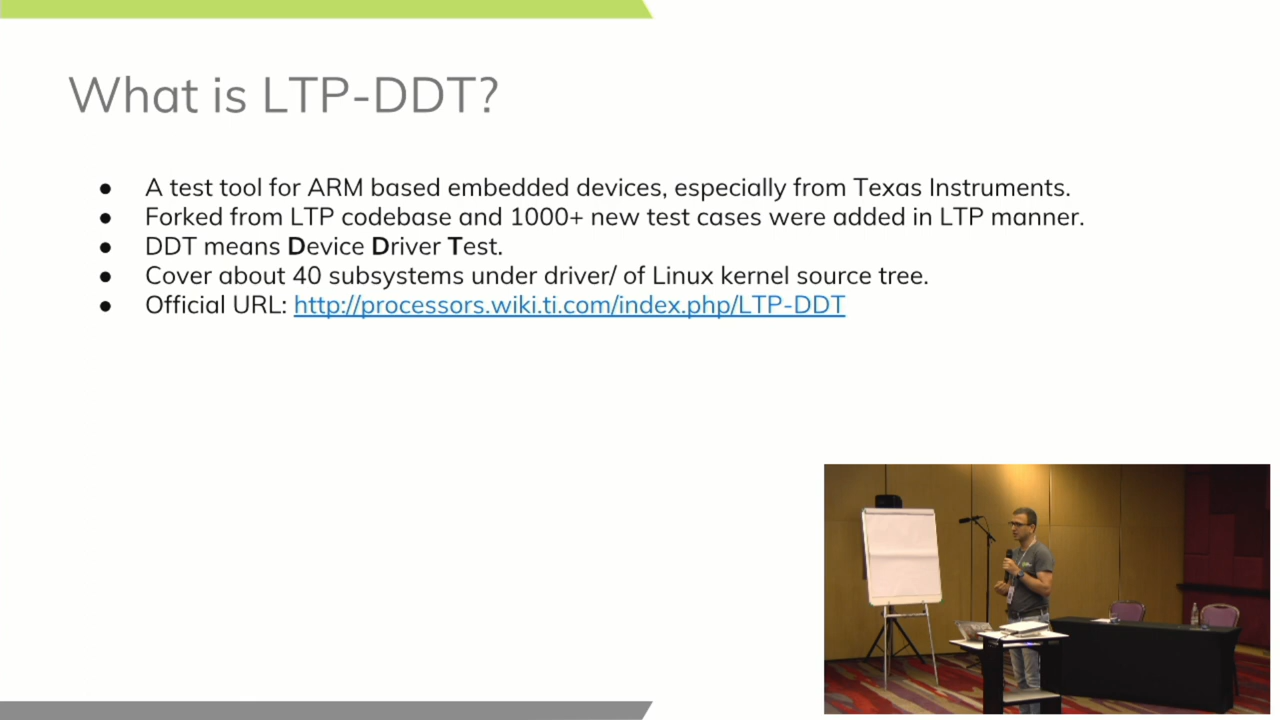 What is LTP-DDT?
● A test tool for ARM based embedded devices, especially from Texas Instruments.
● Forked from LTP codebase and 1000+ new test cases were added in LTP manner.
● DDT means Device Driver Test.
● Cover about 40 subsystems under driver/ of Linux kernel source tree.
● Official URL: http://processors.wiki.ti.com/index.php/LTP-DDT